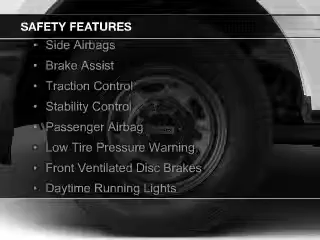 SAFETY FEATURES
• Side Airbags
• Brake Assist
• Traction Control
• Stability Control
• Passenger Airbag
• Low Tire Pressure Warning
• Front Ventilated Disc Brakes
• Daytime Running Lights